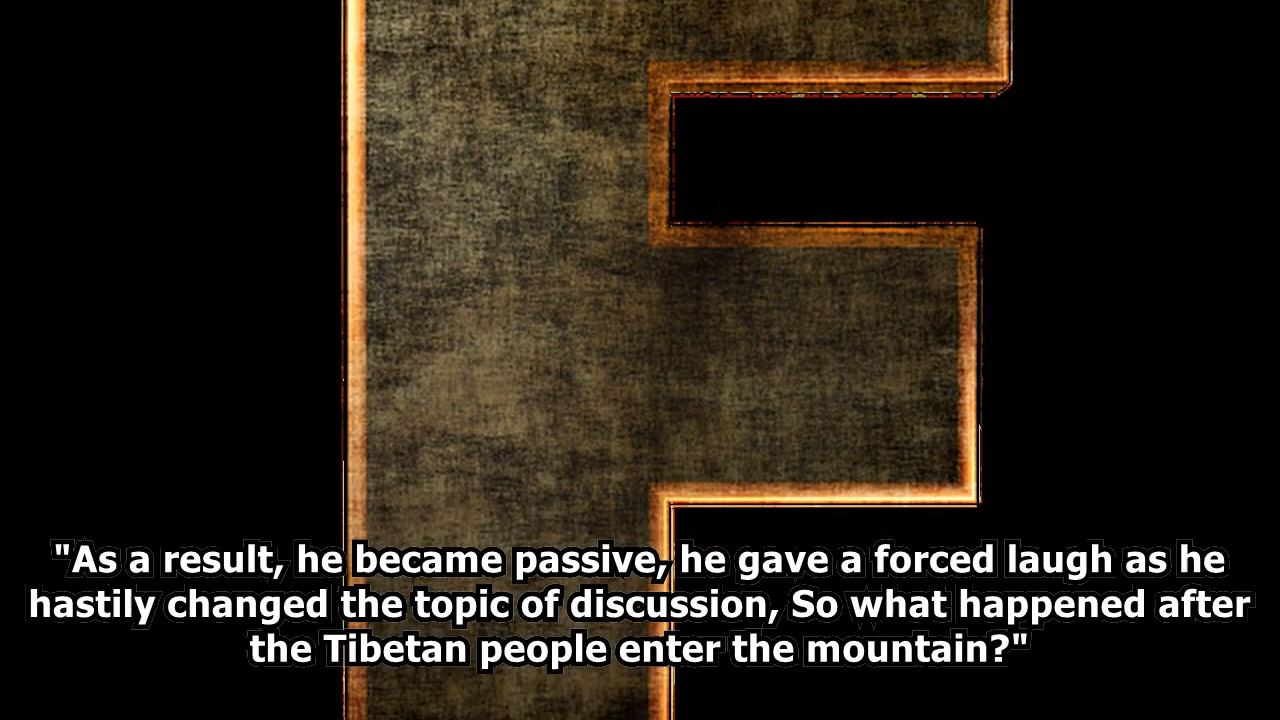 F
"As a result, he became passive, he gave a forced laugh as he
hastily changed the topic of discussion, So what happened after
the Tibetan people enter the mountain?"